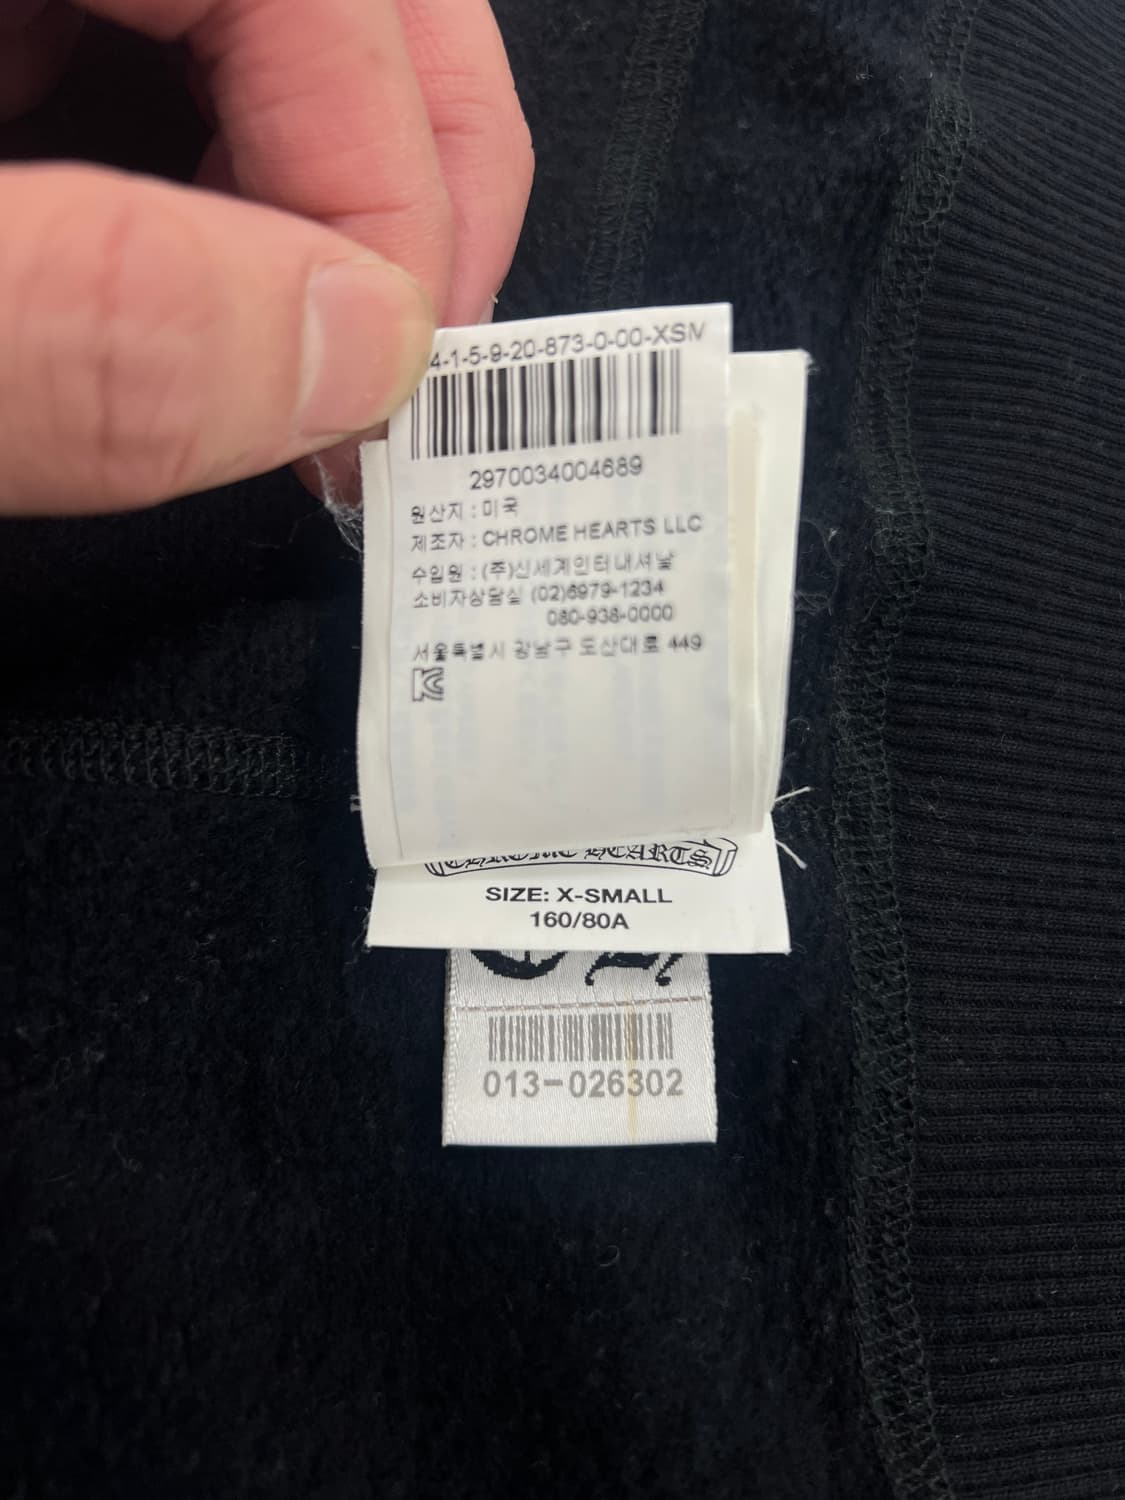 4-1-5-9-20-873-0-00-XSM
2970034004689
원산지 : 미국
제조자 : CHROME HEARTS LLC
수입원 : (주)신세계인터내셔날
소비자상담실 (02)6979-1234
080-938-0000
서울특별시 강남구 도산대로 449
CHROME HEARTS
SIZE: X-SMALL
160/80A
013-026302